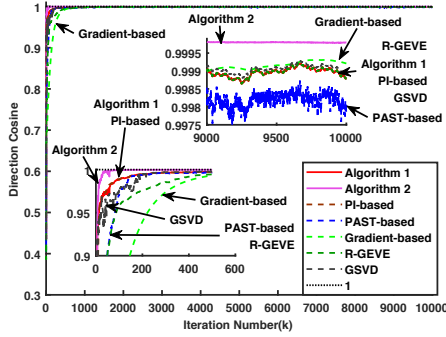 1
0.9
0.8
0.7
0.6
0.5
0.4
0.3
Direction Cosine
0 1000 2000 3000 4000 5000 6000 7000 8000 9000 10000
Iteration Number(k)
Gradient-based
Algorithm 2
Gradient-based
R-GEVE
Algorithm 1
PI-based
GSVD
PAST-based
0.9995
0.999
0.9985
0.998
0.9975
9000 9500 10000
Algorithm 1
PI-based
Algorithm 2
Gradient-based
GSVD
PAST-based
R-GEVE
1
0.95
0.9
0 200 400 600
Algorithm 1
Algorithm 2
PI-based
PAST-based
Gradient-based
R-GEVE
GSVD
1